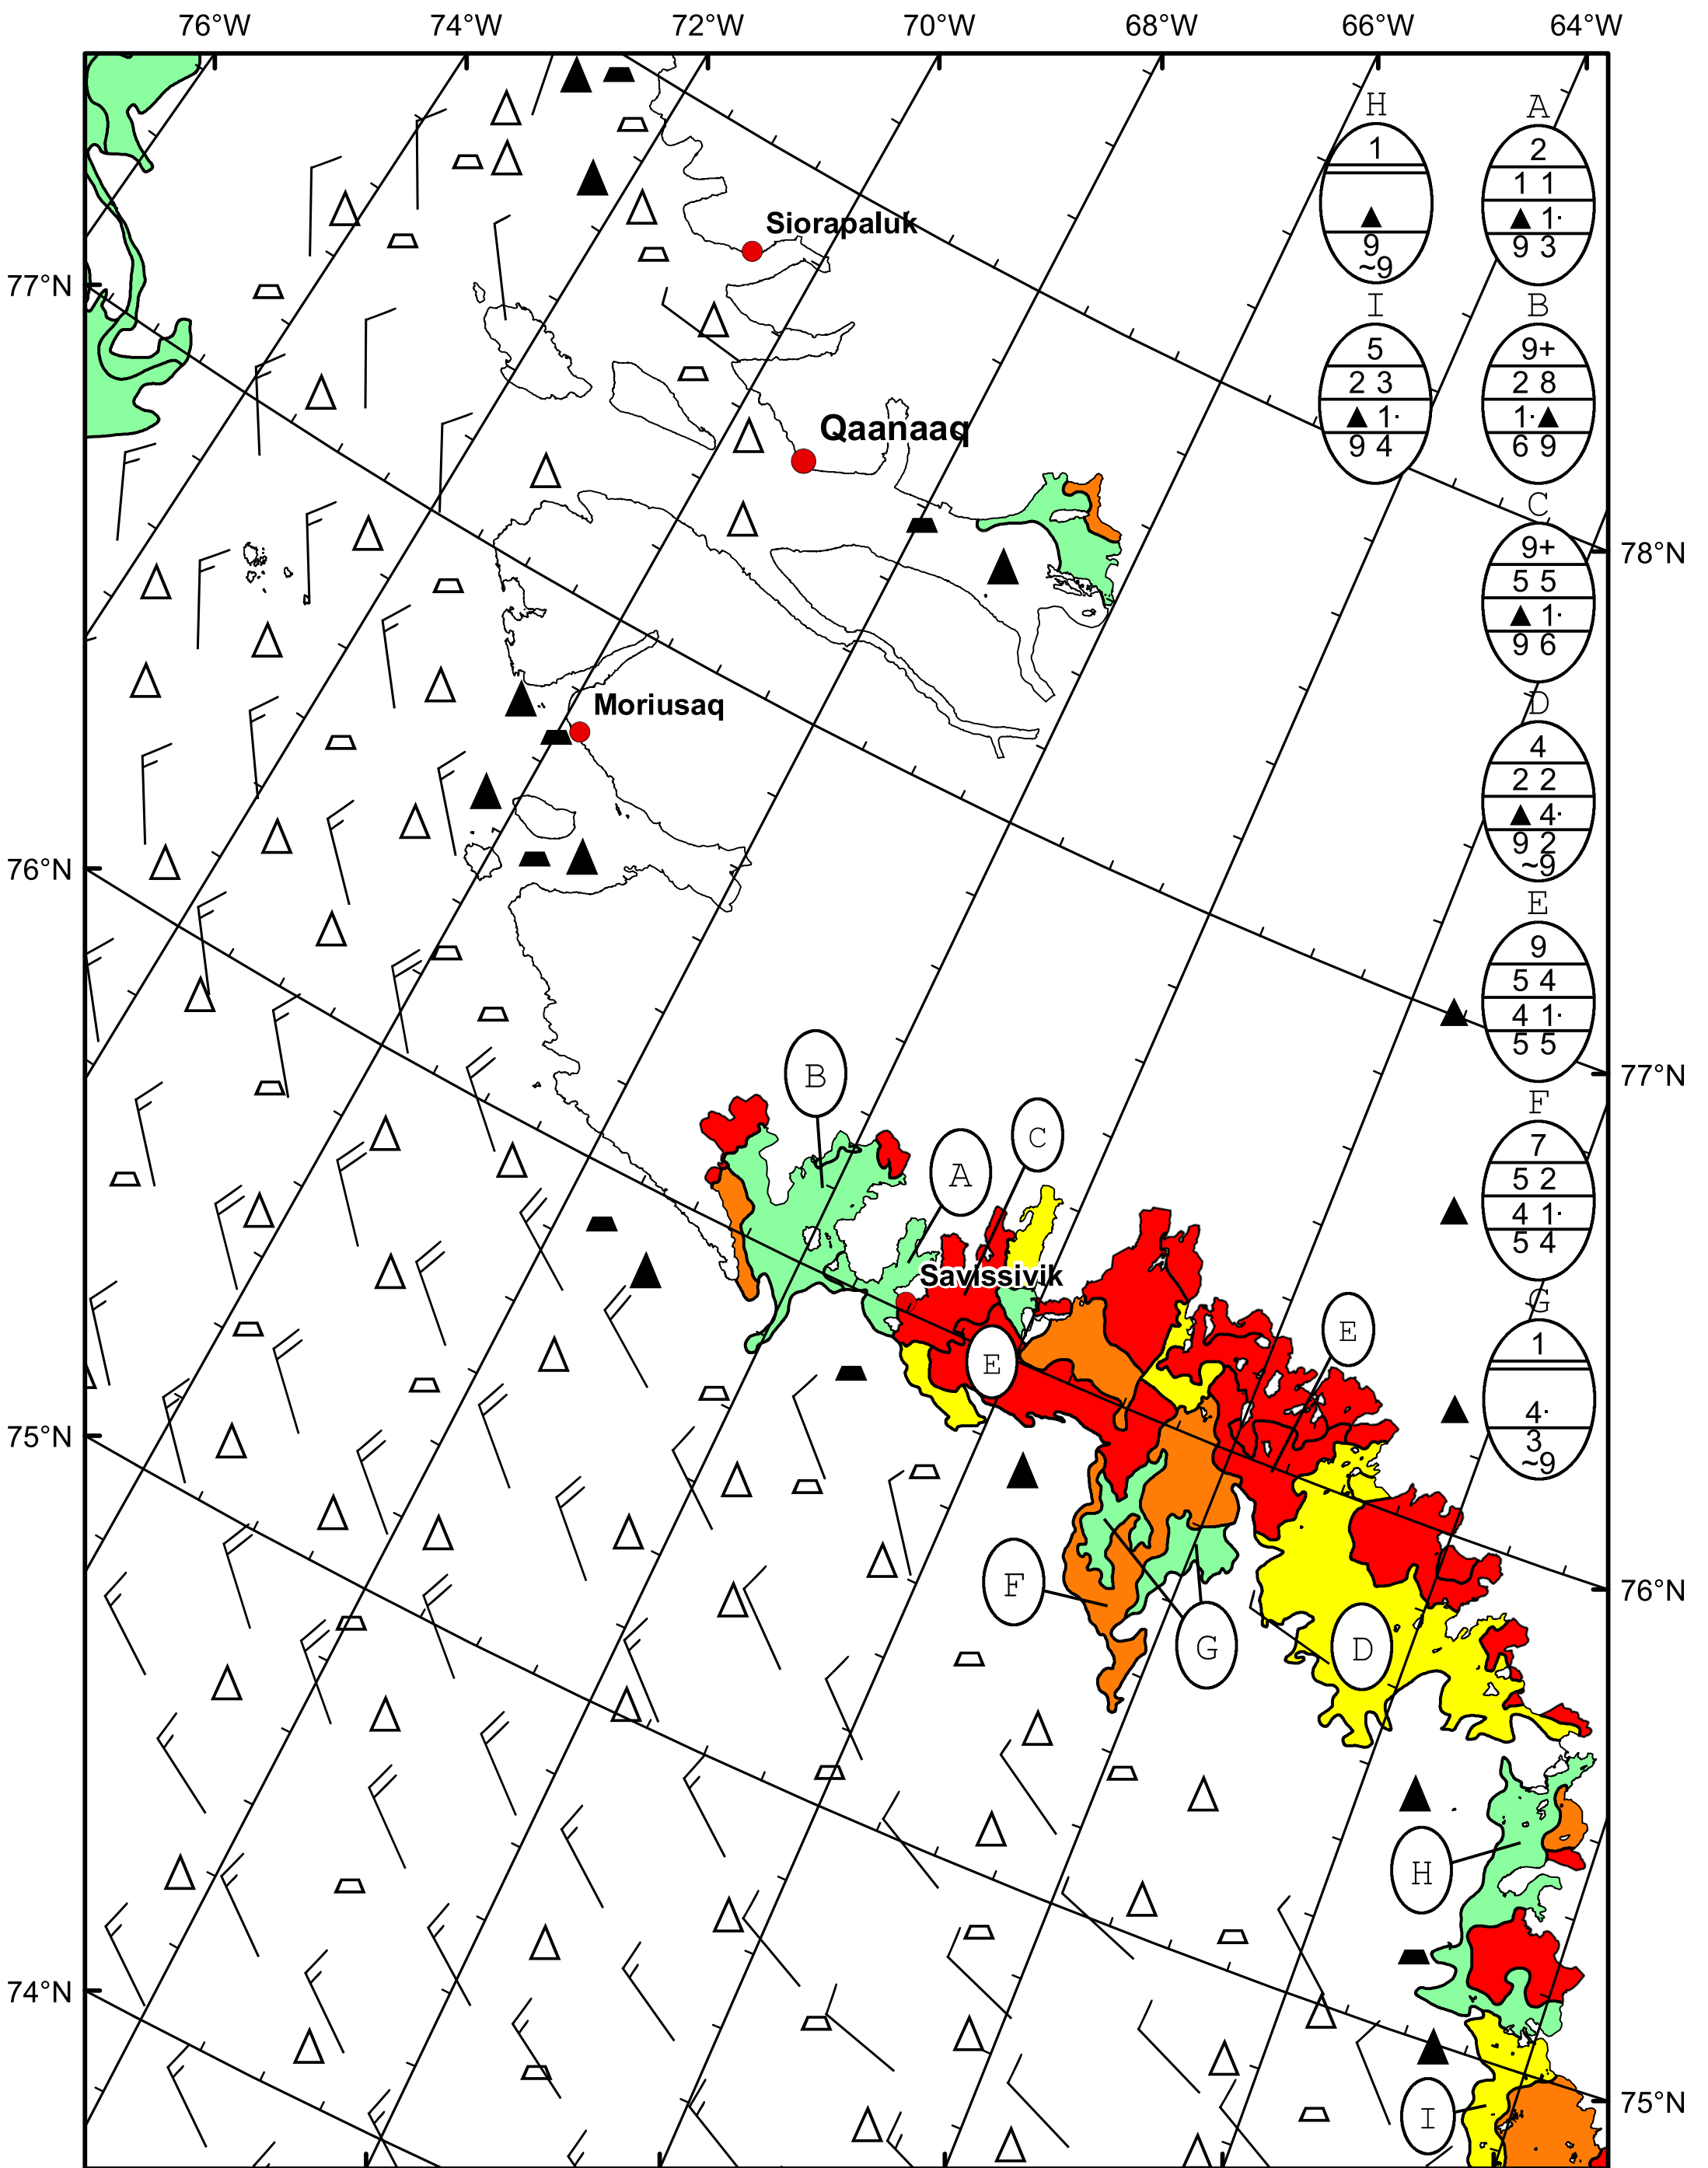 76°W 74°W 72°W 70°W 68°W 66°W 64°W
H
1
▲
9
~9
A
2
1 1
▲ 1·
9 3
Siorapaluk
77°N
I
5
2 3
▲ 1·
9 4
B
9+
2 8
1·▲
6 9
Qaanaaq
C
9+
5 5
▲ 1·
9 6
78°N
Moriusaq
D
4
2 2
▲ 4·
9 2
~9
76°N
E
9
5 4
4 1·
5 5
77°N
B
C
A
F
7
5 2
4 1·
5 4
Savissivik
G
1
4·
3
~9
E
E
75°N
F
76°N
G
D
H
74°N
75°N
I